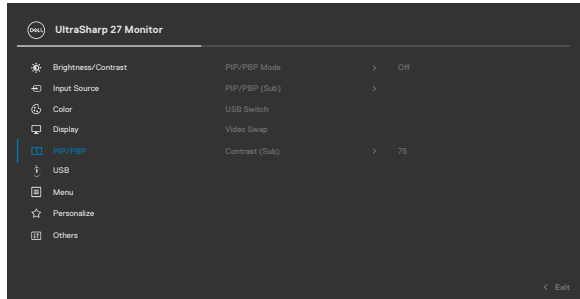 DELL UltraSharp 27 Monitor
Brightness/Contrast PIP/PBP Mode > Off
Input Source PIP/PBP (Sub) >
Color USB Switch
Display Video Swap
PIP/PBP Contrast (Sub) > 75
USB
Menu
Personalize
Others
< Exit